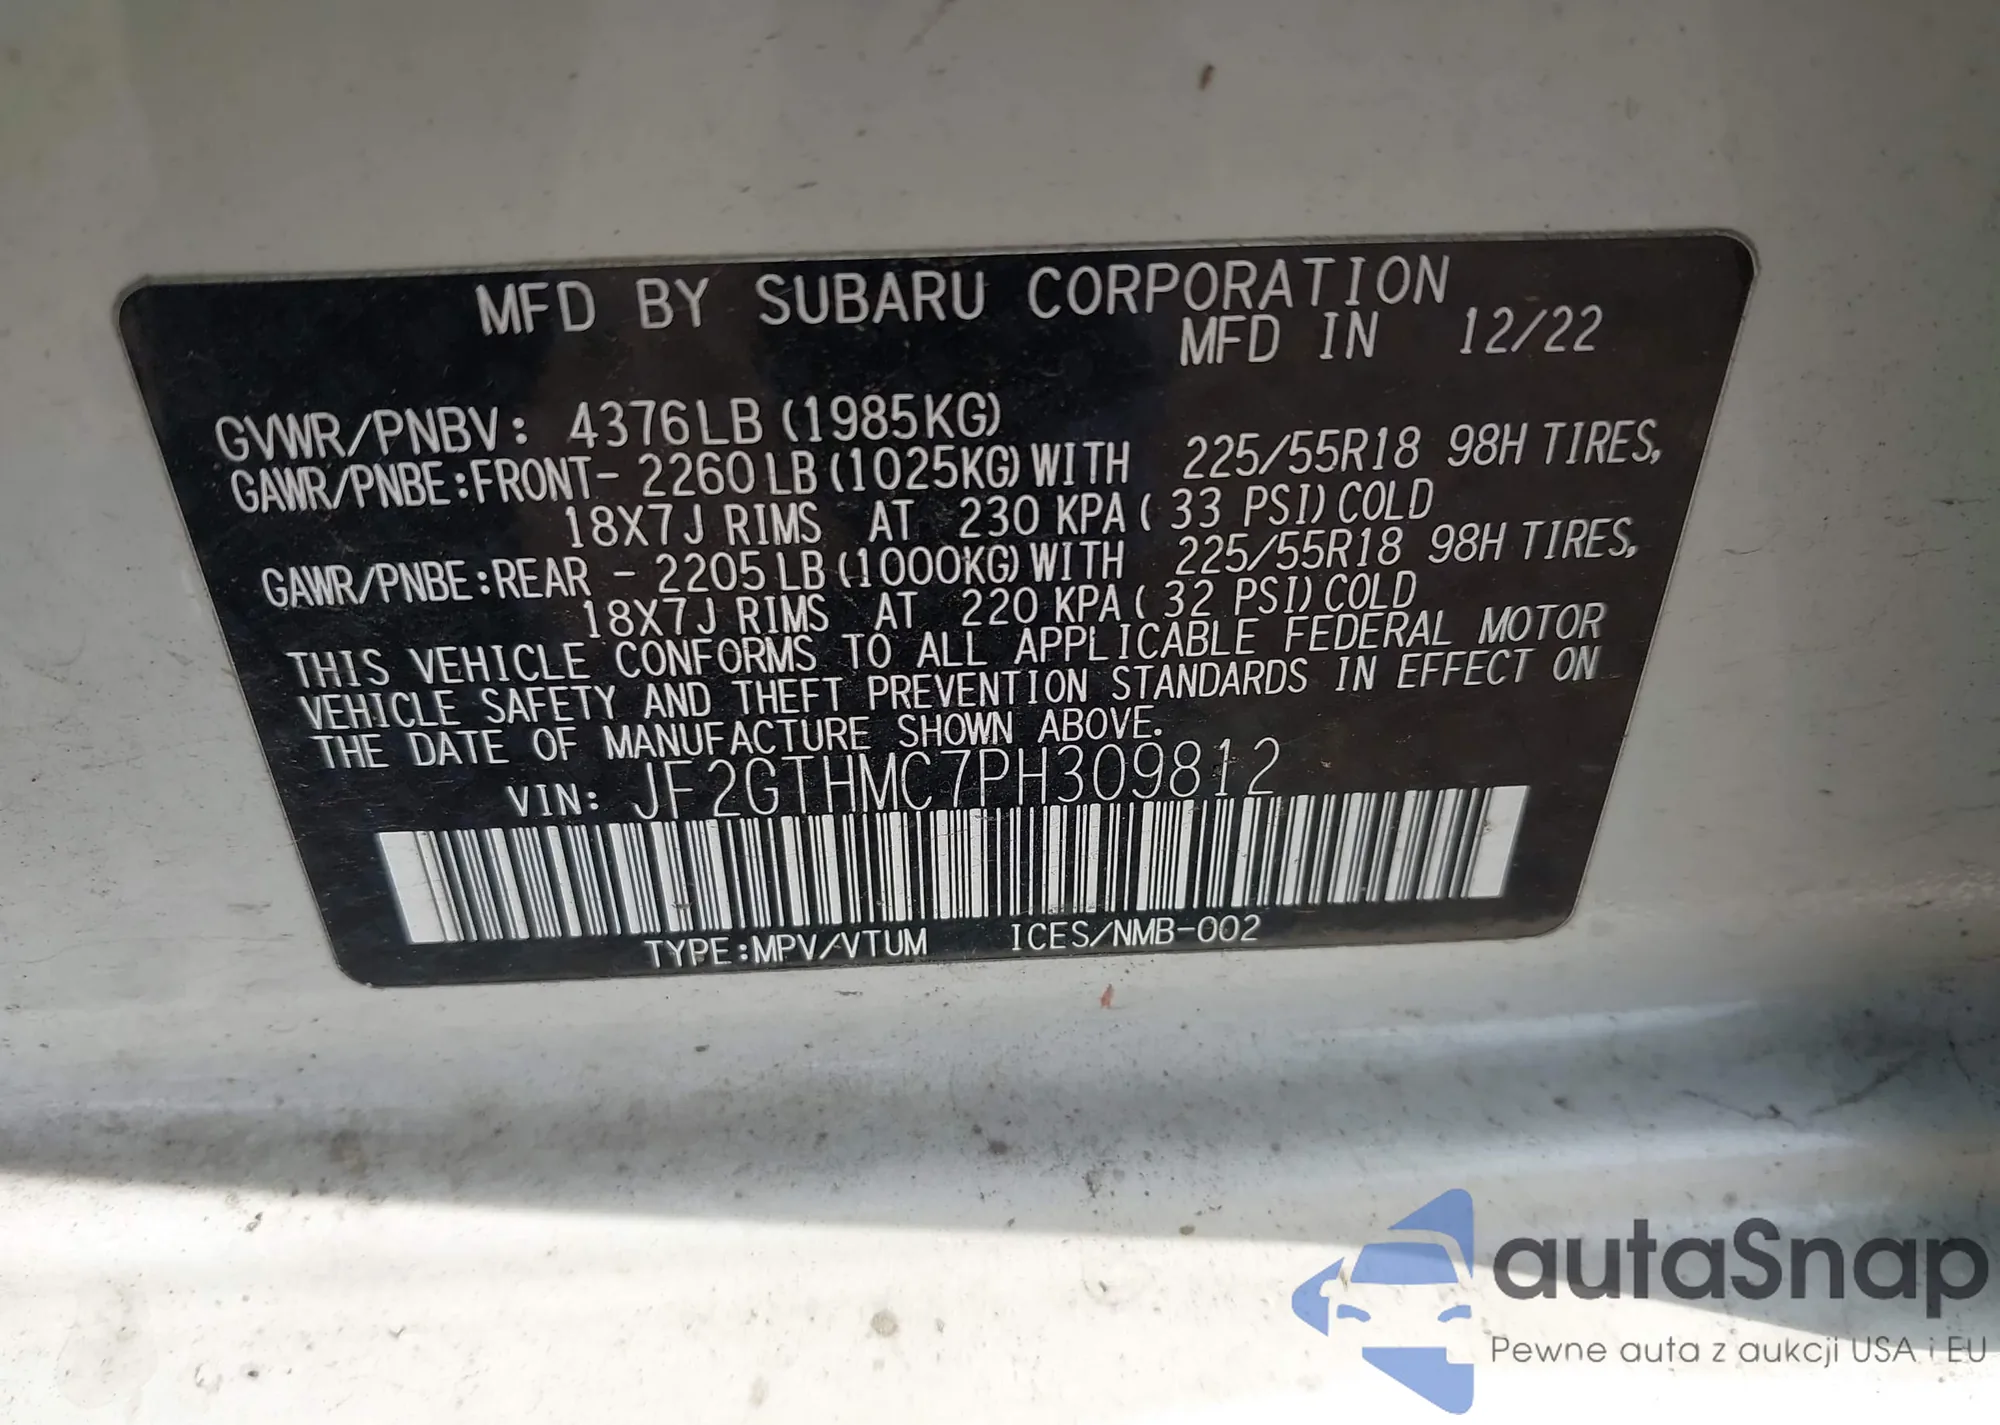 MFD BY SUBARU CORPORATION
MFD IN 12/22
GVWR/PNBV: 4376LB (1985KG)
GAWR/PNBE:FRONT- 2260LB (1025KG) WITH 225/55R18 98H TIRES,
18X7J RIMS AT 230 KPA ( 33 PSI) COLD
GAWR/PNBE:REAR - 2205LB (1000KG) WITH 225/55R18 98H TIRES,
18X7J RIMS AT 220 KPA ( 32 PSI) COLD
THIS VEHICLE CONFORMS TO ALL APPLICABLE FEDERAL MOTOR
VEHICLE SAFETY AND THEFT PREVENTION STANDARDS IN EFFECT ON
THE DATE OF MANUFACTURE SHOWN ABOVE.
VIN: JF2GTHMC7PH309812
TYPE:MPV/VTUM ICES/NMB-002
autaSnap
Pewne auta z aukcji USA i EU